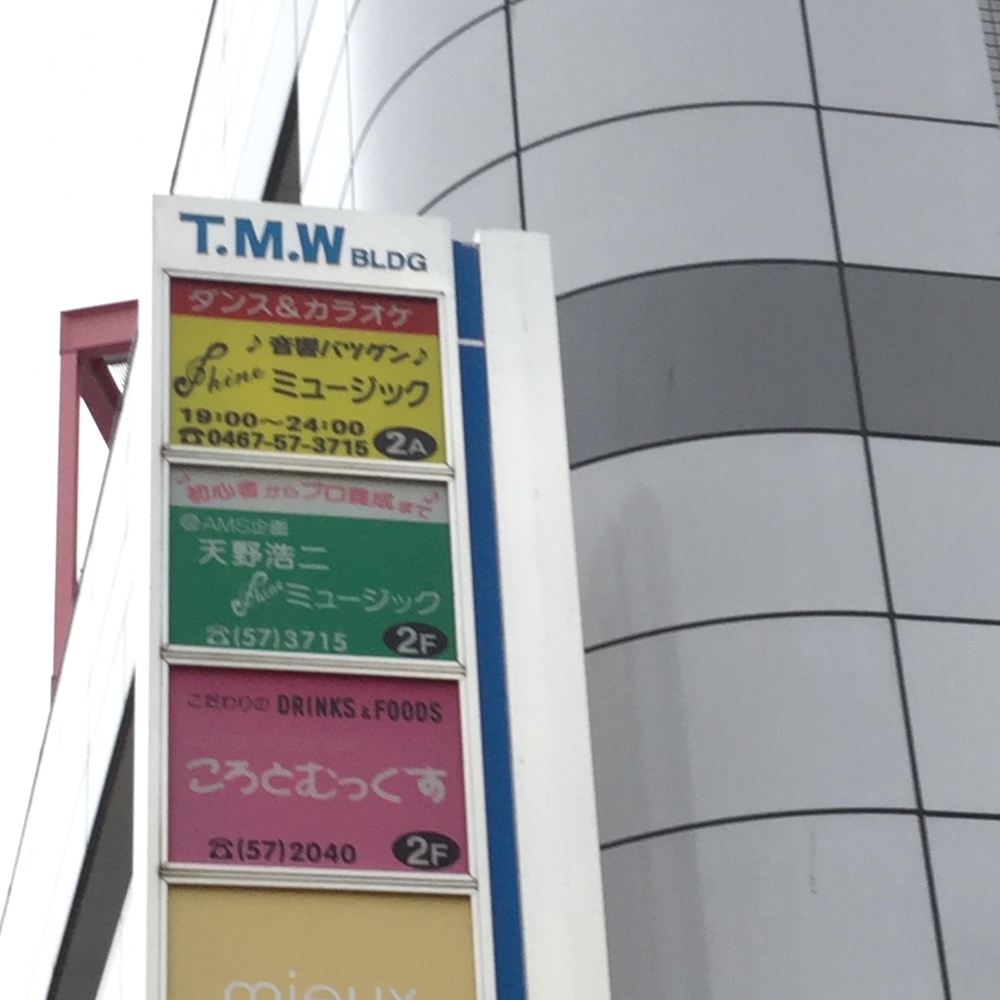 T.M.W BLDG
ダンス&カラオケ
♪音響バツグン♪
Shine ミュージック
19:00〜24:00
☎0467-57-3715 2A
♪初心者からプロ養成まで♪
AMS企画
天野浩二
Shine ミュージック
☎(57)3715 2F
こだわりの DRINKS & FOODS
ころとむっくす
☎(57)2040 2F
mieux